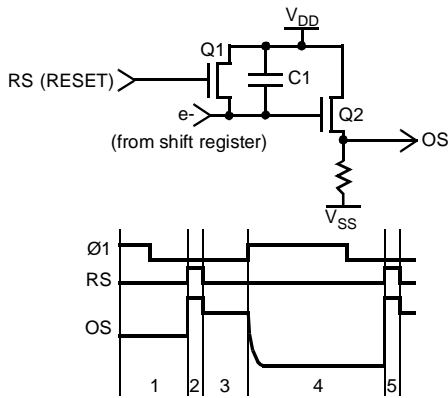 VDD
Q1
RS (RESET)
C1
Q2
e-
OS
(from shift register)
VSS
Ø1
RS
OS
1 2 3 4 5